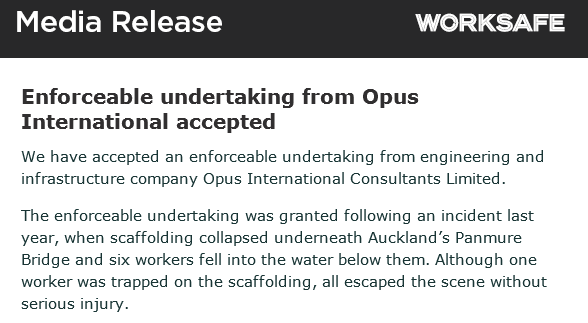 Media Release
WORKSAFE
Enforceable undertaking from Opus
International accepted
We have accepted an enforceable undertaking from engineering and
infrastructure company Opus International Consultants Limited.
The enforceable undertaking was granted following an incident last
year, when scaffolding collapsed underneath Auckland’s Panmure
Bridge and six workers fell into the water below them. Although one
worker was trapped on the scaffolding, all escaped the scene without
serious injury.